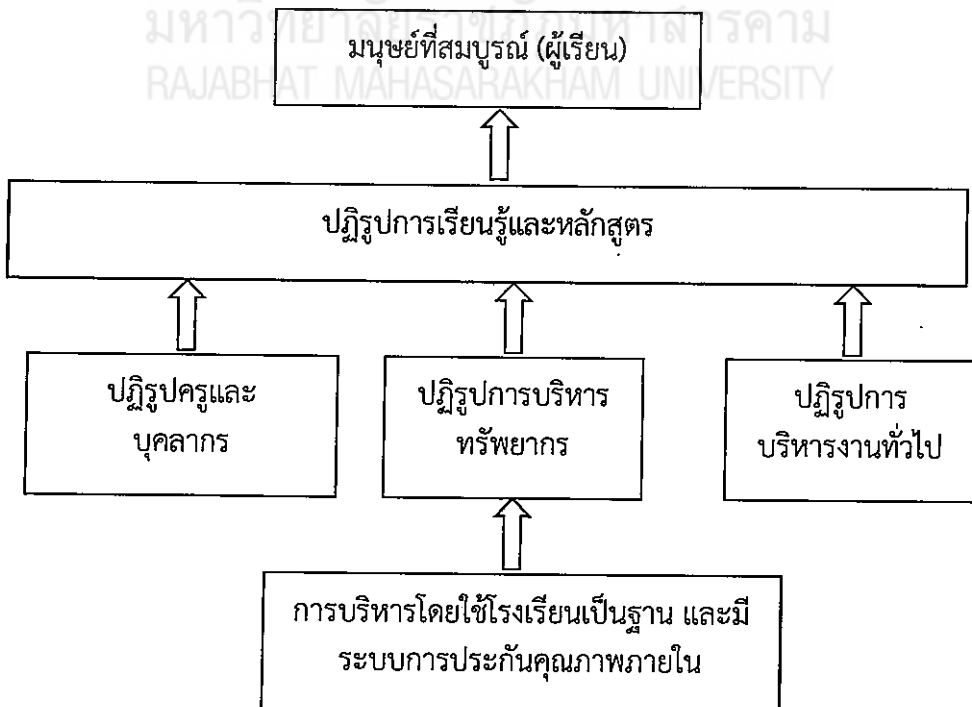 มหาวิทยาลัยราชภัฏมหาสารคาม
มนุษย์ที่สมบูรณ์ (ผู้เรียน)
RAJABHAT MAHASARAKHAM UNIVERSITY
ปฏิรูปการเรียนรู้และหลักสูตร
ปฏิรูปครูและ
บุคลากร
ปฏิรูปการบริหาร
ทรัพยากร
ปฏิรูปการ
บริหารงานทั่วไป
การบริหารโดยใช้โรงเรียนเป็นฐาน และมี
ระบบการประกันคุณภาพภายใน